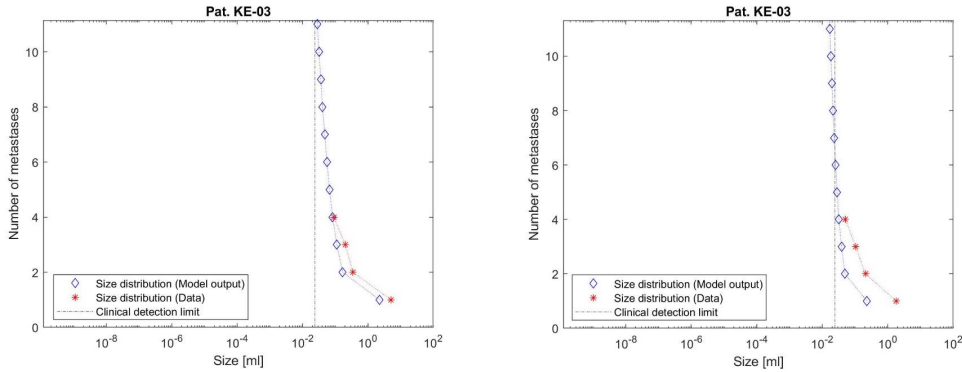 Pat. KE-03
10
8
6
4
2
0
Number of metastases
Size distribution (Model output)
Size distribution (Data)
Clinical detection limit
10^-8
10^-6
10^-4
10^-2
10^0
10^2
Size [ml]
Pat. KE-03
10
8
6
4
2
0
Number of metastases
Size distribution (Model output)
Size distribution (Data)
Clinical detection limit
10^-8
10^-6
10^-4
10^-2
10^0
10^2
Size [ml]